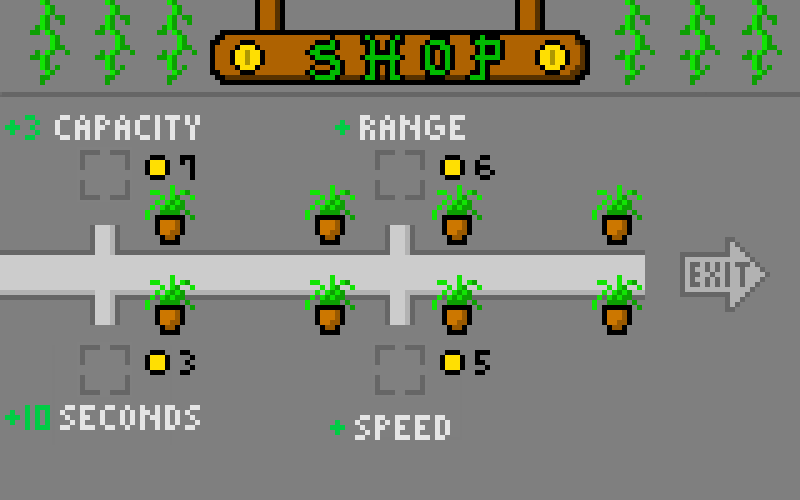 SHOP
+3 CAPACITY
+ RANGE
7
6
EXIT
3
5
+10 SECONDS
+ SPEED